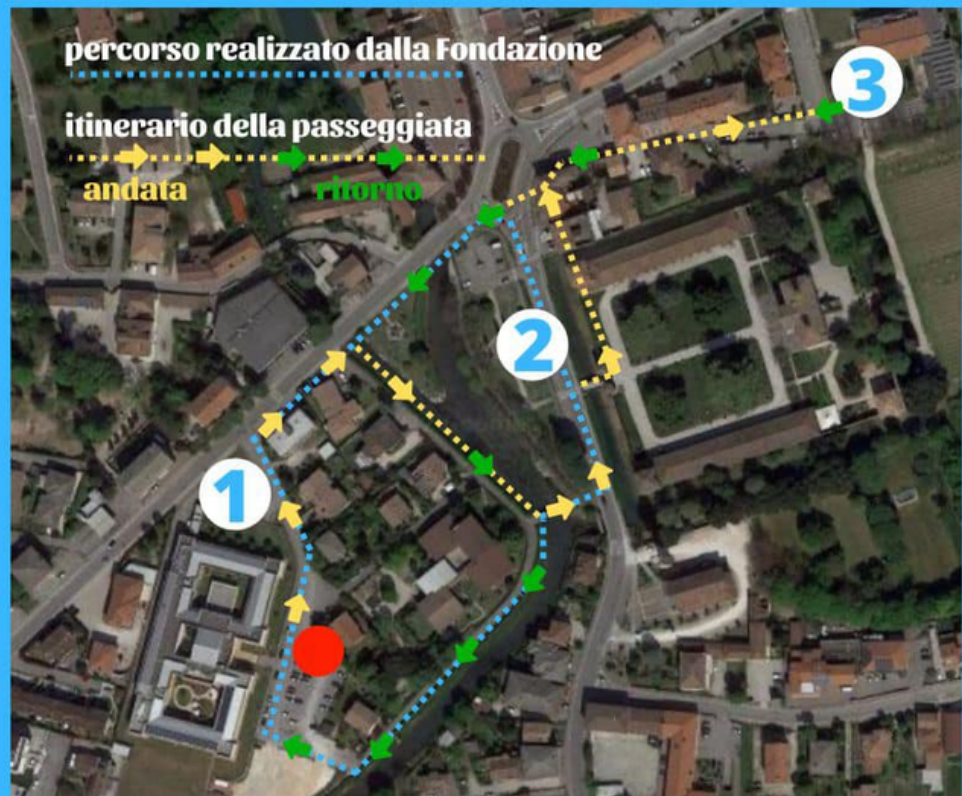 percorso realizzato dalla Fondazione
itinerario della passeggiata
andata ritorno
3
2
1